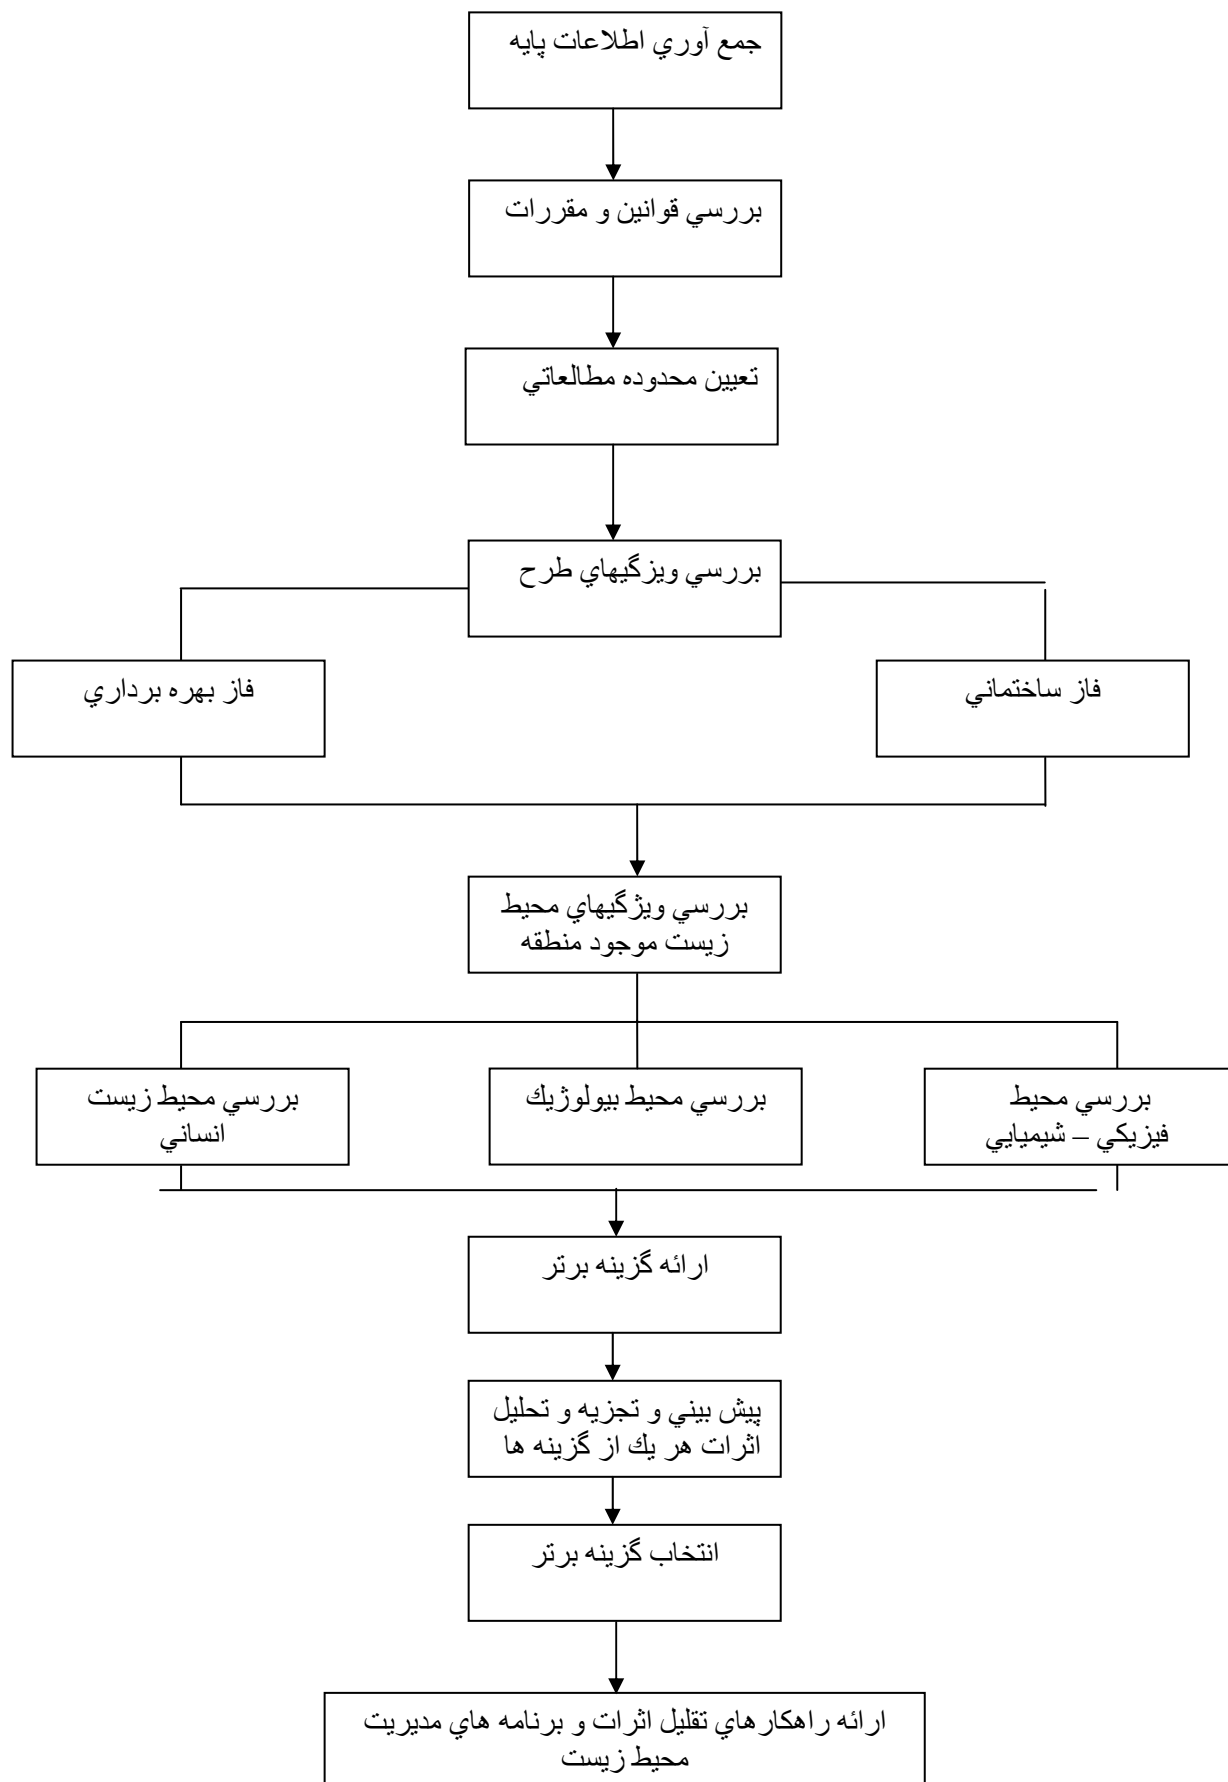 جمع آوري اطلاعات پايه
بررسي قوانين و مقررات
تعيين محدوده مطالعاتي
بررسي ويزگيهاي طرح
فاز ساختماني
فاز بهره برداري
بررسي ويژگيهاي محيط
زيست موجود منطقه
بررسي محيط
فيزيكي – شيميايي
بررسي محيط بيولوژيك
بررسي محيط زيست
انساني
ارائه گزينه برتر
پيش بيني و تجزيه و تحليل
اثرات هر يك از گزينه ها
انتخاب گزينه برتر
ارائه راهكارهاي تقليل اثرات و برنامه هاي مديريت
محيط زيست